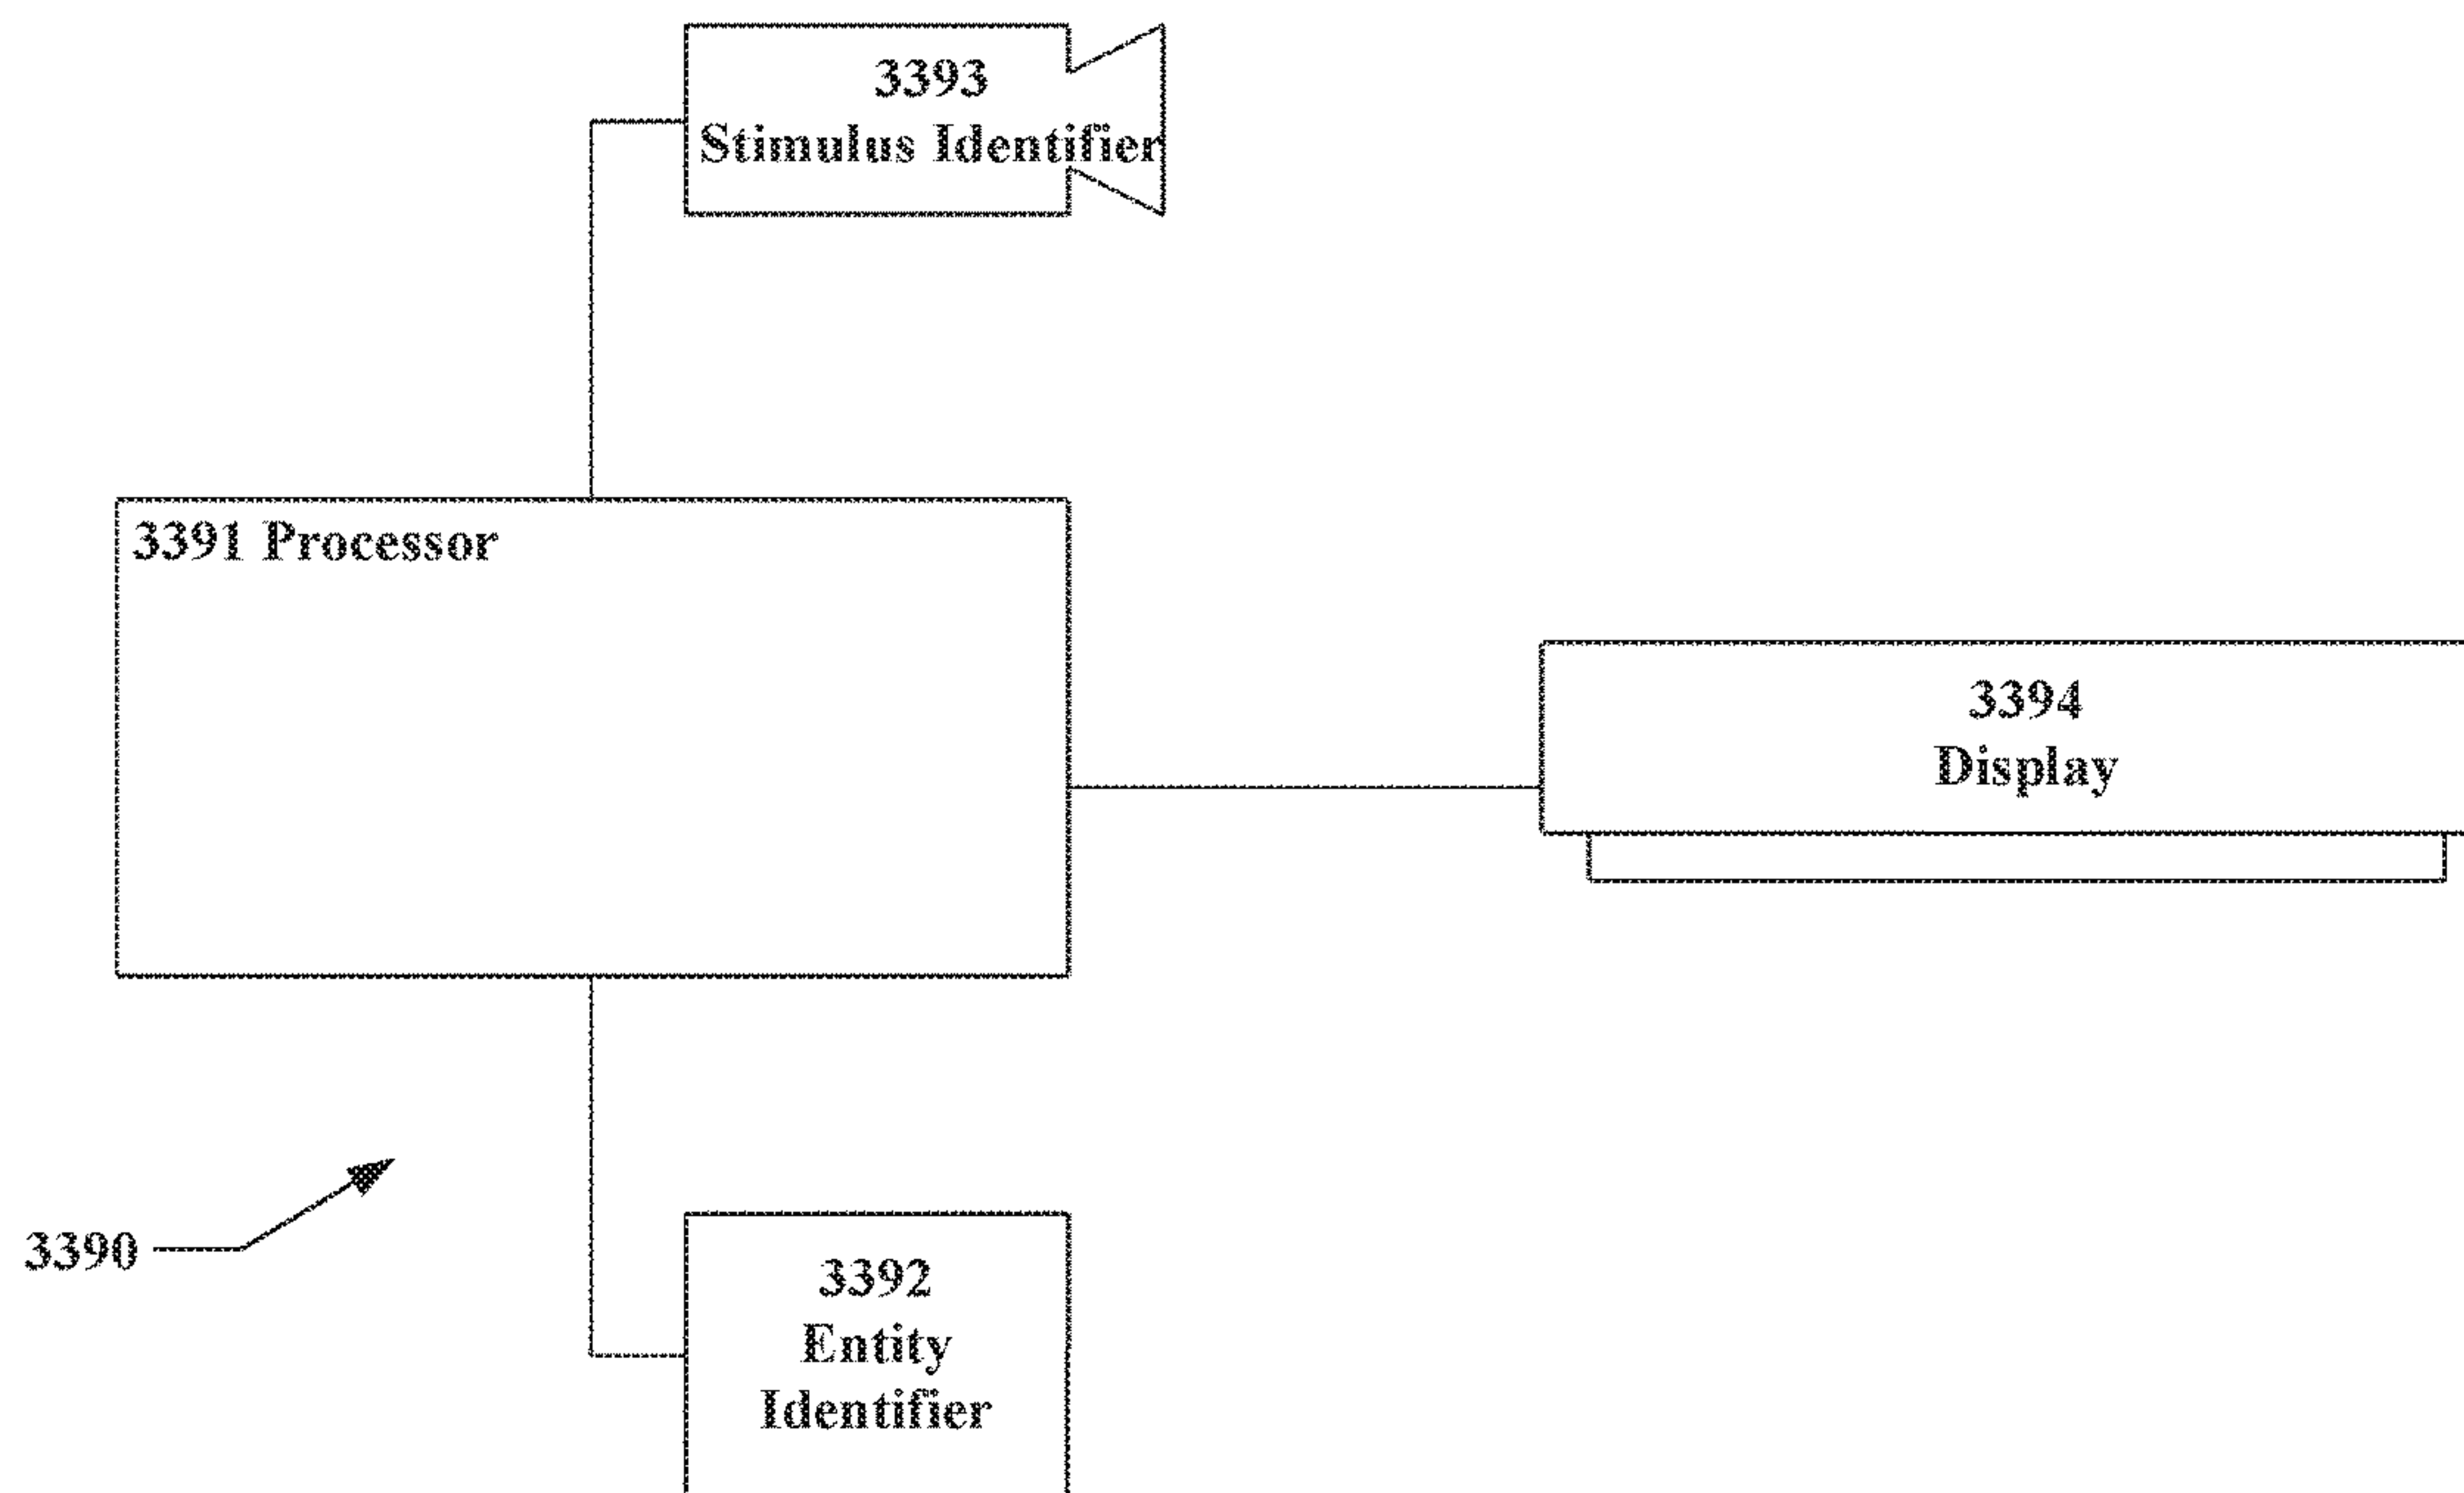 3393
Stimulus Identifier
3391 Processor
3394
Display
3390
3392
Entity
Identifier